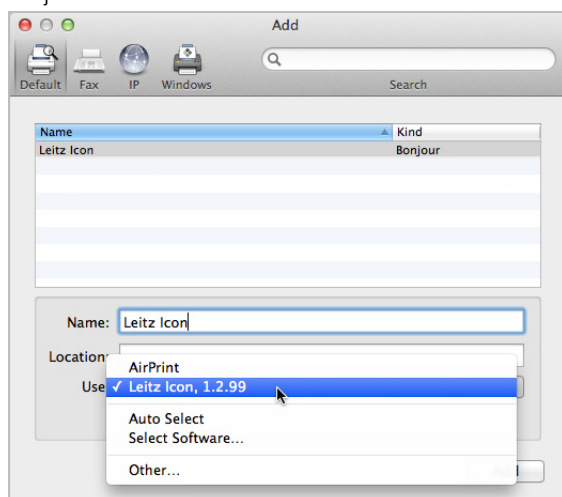 Add
Default Fax IP Windows Search
Name Kind
Leitz Icon Bonjour
Name: Leitz Icon
Location:
AirPrint
Use ✓ Leitz Icon, 1.2.99
Auto Select
Select Software...
Other...